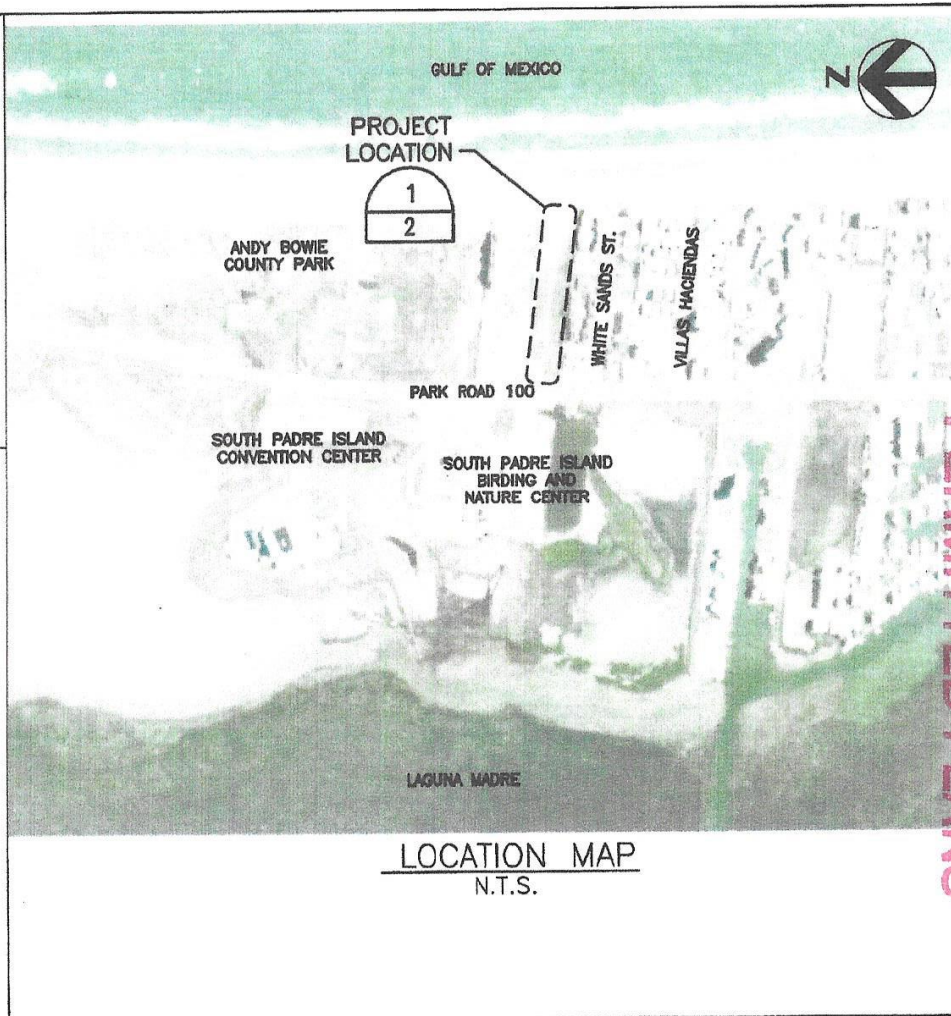 GULF OF MEXICO
N
PROJECT
LOCATION
1
2
ANDY BOWIE
COUNTY PARK
WHITE SANDS ST.
VILLAS HACIENDAS
PARK ROAD 100
SOUTH PADRE ISLAND
CONVENTION CENTER
SOUTH PADRE ISLAND
BIRDING AND
NATURE CENTER
LAGUNA MADRE
LOCATION MAP
N.T.S.